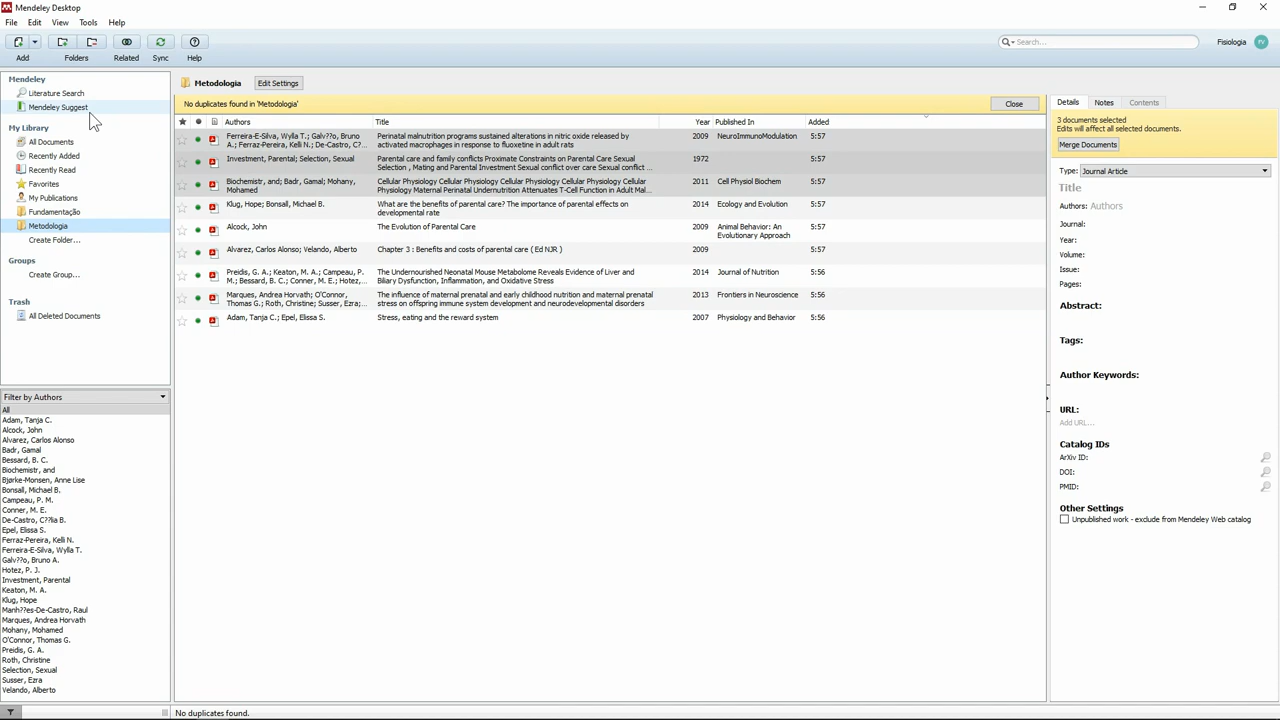 Mendeley Desktop
File Edit View Tools Help
Add Folders Related Sync Help
Search...
Fisiologia FV
Mendeley
Literature Search
Mendeley Suggest
My Library
All Documents
Recently Added
Recently Read
Favorites
My Publications
Fundamentação
Metodologia
Create Folder...
Groups
Create Group...
Trash
All Deleted Documents
Filter by Authors
All
Adam, Tanja C.
Alcock, John
Alvarez, Carlos Alonso
Badr, Gamal
Bessard, B. C.
Biochemistr, and
Bjørke-Monsen, Anne Lise
Bonsall, Michael B.
Campeau, P. M.
Conner, M. E.
De-Castro, C??lia B.
Epel, Elissa S.
Ferraz-Pereira, Kelli N.
Ferreira-E-Silva, Wylla T.
Galv??o, Bruno A.
Hotez, P. J.
Investment, Parental
Keaton, M. A.
Klug, Hope
Manh??es-De-Castro, Raul
Marques, Andrea Horvath
Mohany, Mohamed
O'Connor, Thomas G.
Preidis, G. A.
Roth, Christine
Selection, Sexual
Susser, Ezra
Velando, Alberto
Metodologia Edit Settings
No duplicates found in 'Metodologia' Close
Authors Title Year Published In Added
Ferreira-E-Silva, Wylla T.; Galv??o, Bruno Perinatal malnutrition programs sustained alterations in nitric oxide released by 2009 NeuroImmoModulation 5:57
A.; Ferraz-Pereira, Kelli N.; De-Castro, C?... activated macrophages in response to fluoxetine in adult rats
Investment, Parental; Selection, Sexual Parental care and family conflicts Proximate Constraints on Parental Care Sexual 1972 5:57
Selection , Mating and Parental Investment Sexual conflict over care Sexual conflict ...
Biochemistr, and; Badr, Gamal; Mohany, Cellular Physiology Cellular Physiology Cellular Physiology Cellular Physiology Cellular 2011 Cell Physiol Biochem 5:57
Mohamed Physiology Maternal Perinatal Undernutrition Attenuates T-Cell Function in Adult Mal...
Klug, Hope; Bonsall, Michael B. What are the benefits of parental care? The importance of parental effects on 2014 Ecology and Evolution 5:57
developmental rate
Alcock, John The Evolution of Parental Care 2009 Animal Behavior: An 5:57
Evolutionary Approach
Alvarez, Carlos Alonso; Velando, Alberto Chapter 3 : Benefits and costs of parental care ( Ed NJR ) 2009 5:57
Preidis, G. A.; Keaton, M. A.; Campeau, P. The Undernourished Neonatal Mouse Metabolome Reveals Evidence of Liver and 2014 Journal of Nutrition 5:56
M.; Bessard, B. C.; Conner, M. E.; Hotez,... Biliary Dysfunction, Inflammation, and Oxidative Stress
Marques, Andrea Horvath; O'Connor, The influence of maternal prenatal and early childhood nutrition and maternal prenatal 2013 Frontiers in Neuroscience 5:56
Thomas G.; Roth, Christine; Susser, Ezra;... stress on offspring immune system development and neurodevelopmental disorders
Adam, Tanja C.; Epel, Elissa S. Stress, eating and the reward system 2007 Physiology and Behavior 5:56
No duplicates found.
Details Notes Contents
3 documents selected
Edits will affect all selected documents.
Merge Documents
Type: Journal Article
Title
Authors: Authors
Journal:
Year:
Volume:
Issue:
Pages:
Abstract:
Tags:
Author Keywords:
URL:
Add URL...
Catalog IDs
ArXiv ID:
DOI:
PMID:
Other Settings
Unpublished work - exclude from Mendeley Web catalog